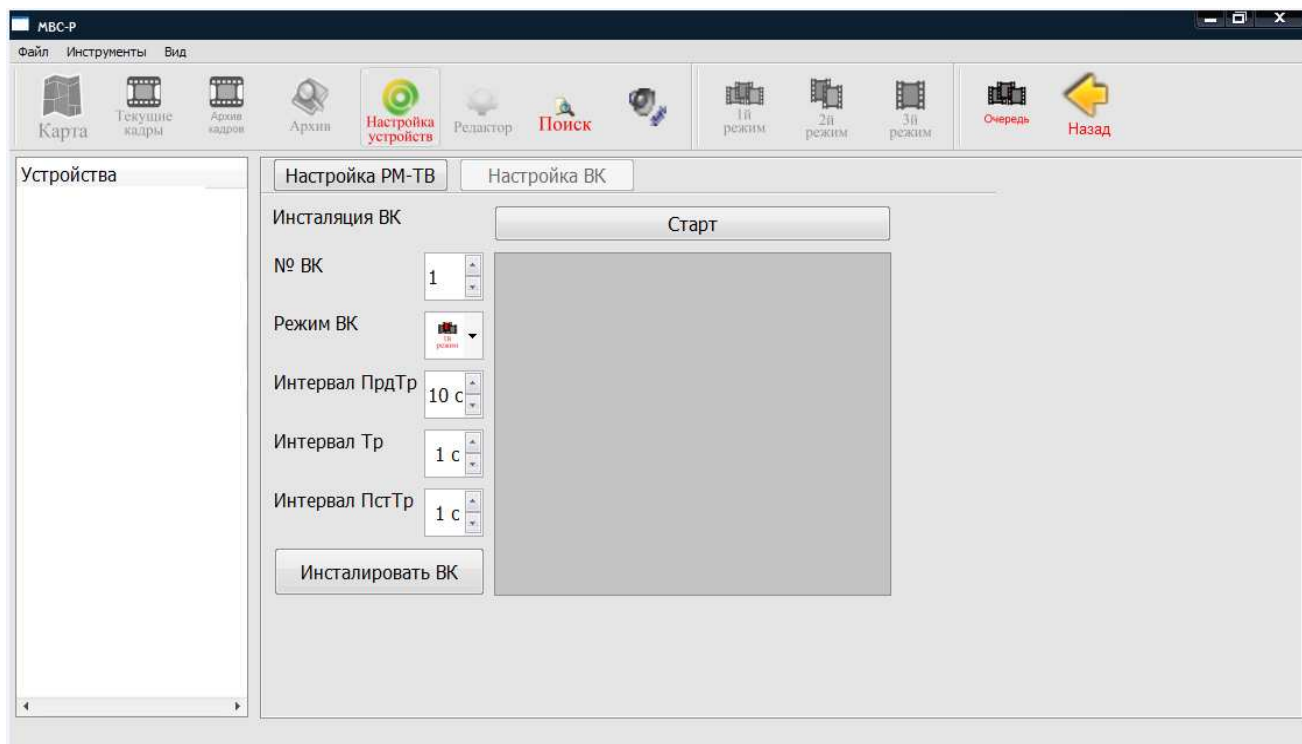 МВС-Р
Файл Инструменты Вид
Карта
Текущие
кадры
Архив
кадров
Архив
Настройка
устройств
Редактор
Поиск
1й
режим
2й
режим
3й
режим
Очередь
Назад
Устройства
Настройка РМ-ТВ Настройка ВК
Инсталяция ВК Старт
№ ВК 1
Режим ВК
1й
режим
Интервал ПрдТр 10 с
Интервал Тр 1 с
Интервал ПстТр 1 с
Инсталировать ВК